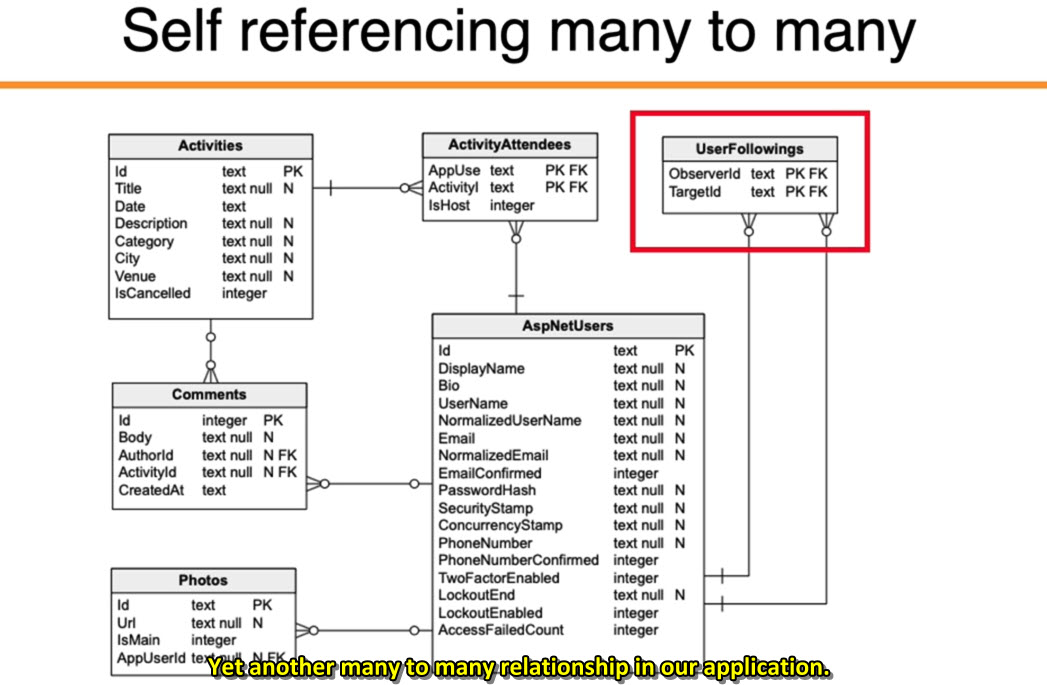 Self referencing many to many
Activities
Id text PK
Title text null N
Date text
Description text null N
Category text null N
City text null N
Venue text null N
IsCancelled integer
ActivityAttendees
AppUse text PK FK
ActivityI text PK FK
IsHost integer
UserFollowings
ObserverId text PK FK
TargetId text PK FK
Comments
Id integer PK
Body text null N
AuthorId text null N FK
ActivityId text null N FK
CreatedAt text
AspNetUsers
Id text PK
DisplayName text null N
Bio text null N
UserName text null N
NormalizedUserName text null N
Email text null N
NormalizedEmail text null N
EmailConfirmed integer
PasswordHash text null N
SecurityStamp text null N
ConcurrencyStamp text null N
PhoneNumber text null N
PhoneNumberConfirmed integer
TwoFactorEnabled integer
LockoutEnd text null N
LockoutEnabled integer
AccessFailedCount integer
Photos
Id text PK
Url text null N
IsMain integer
AppUserId text null N FK
Yet another many to many relationship in our application.